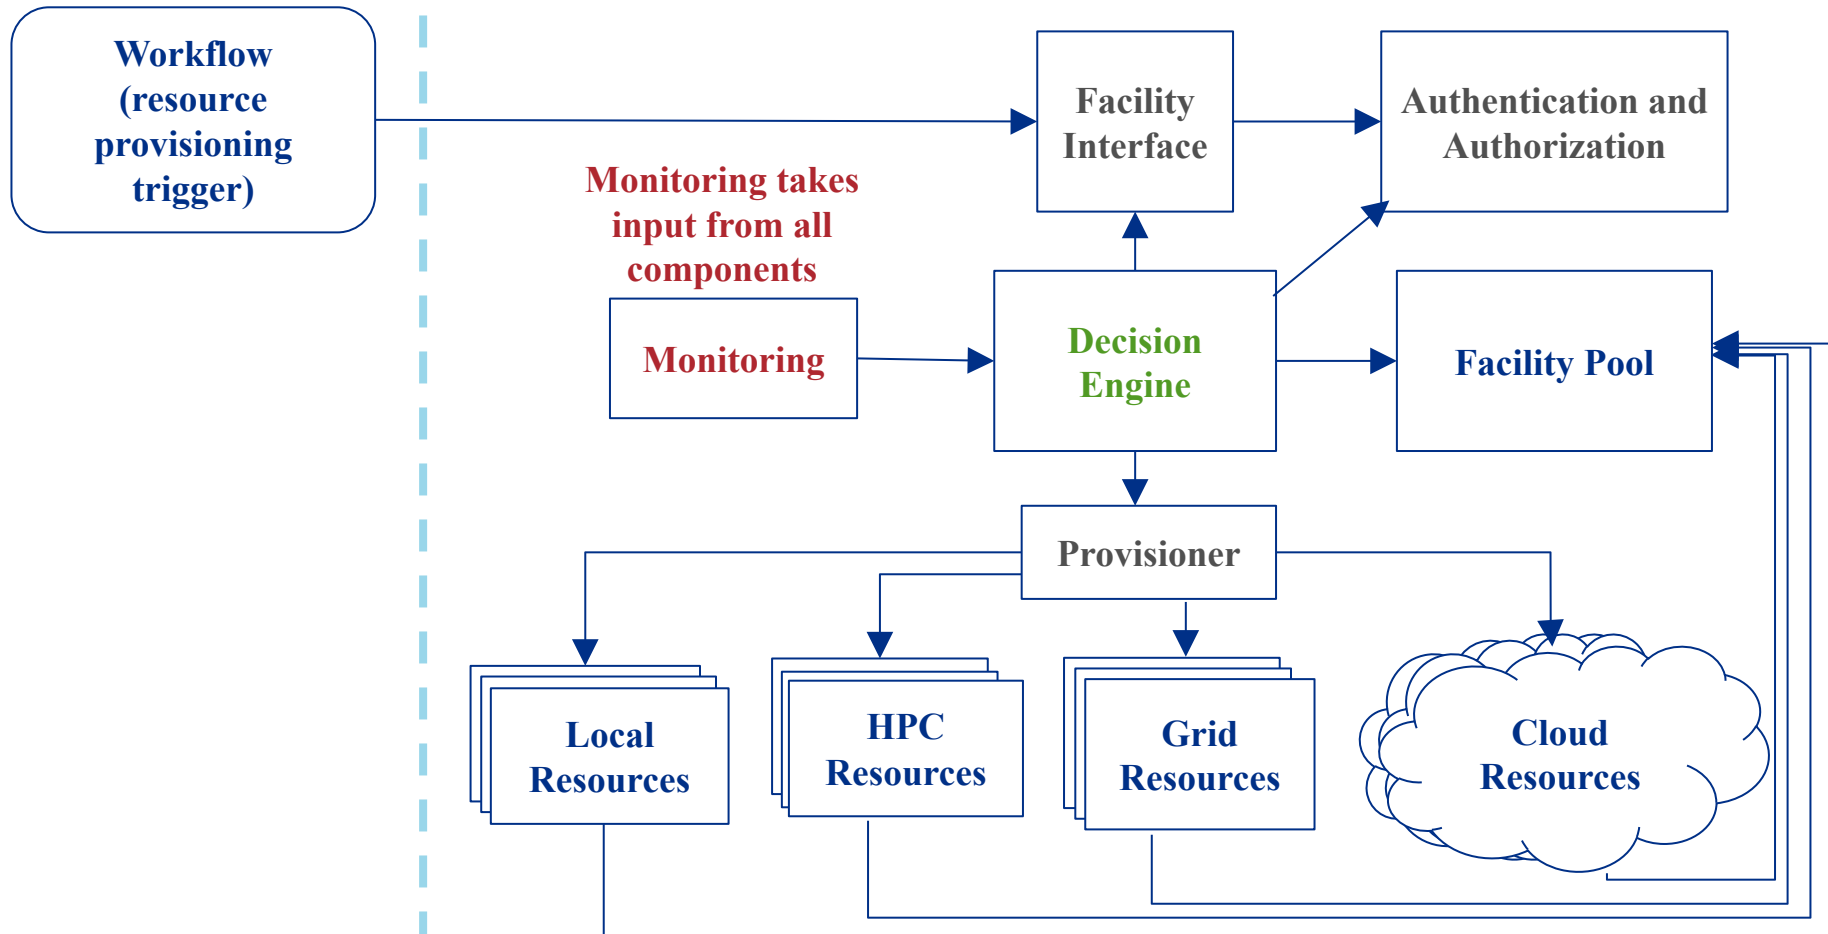 Workflow
(resource
provisioning
trigger)
Facility
Interface
Authentication and
Authorization
Monitoring takes
input from all
components
Monitoring
Decision
Engine
Facility Pool
Provisioner
Local
Resources
HPC
Resources
Grid
Resources
Cloud
Resources